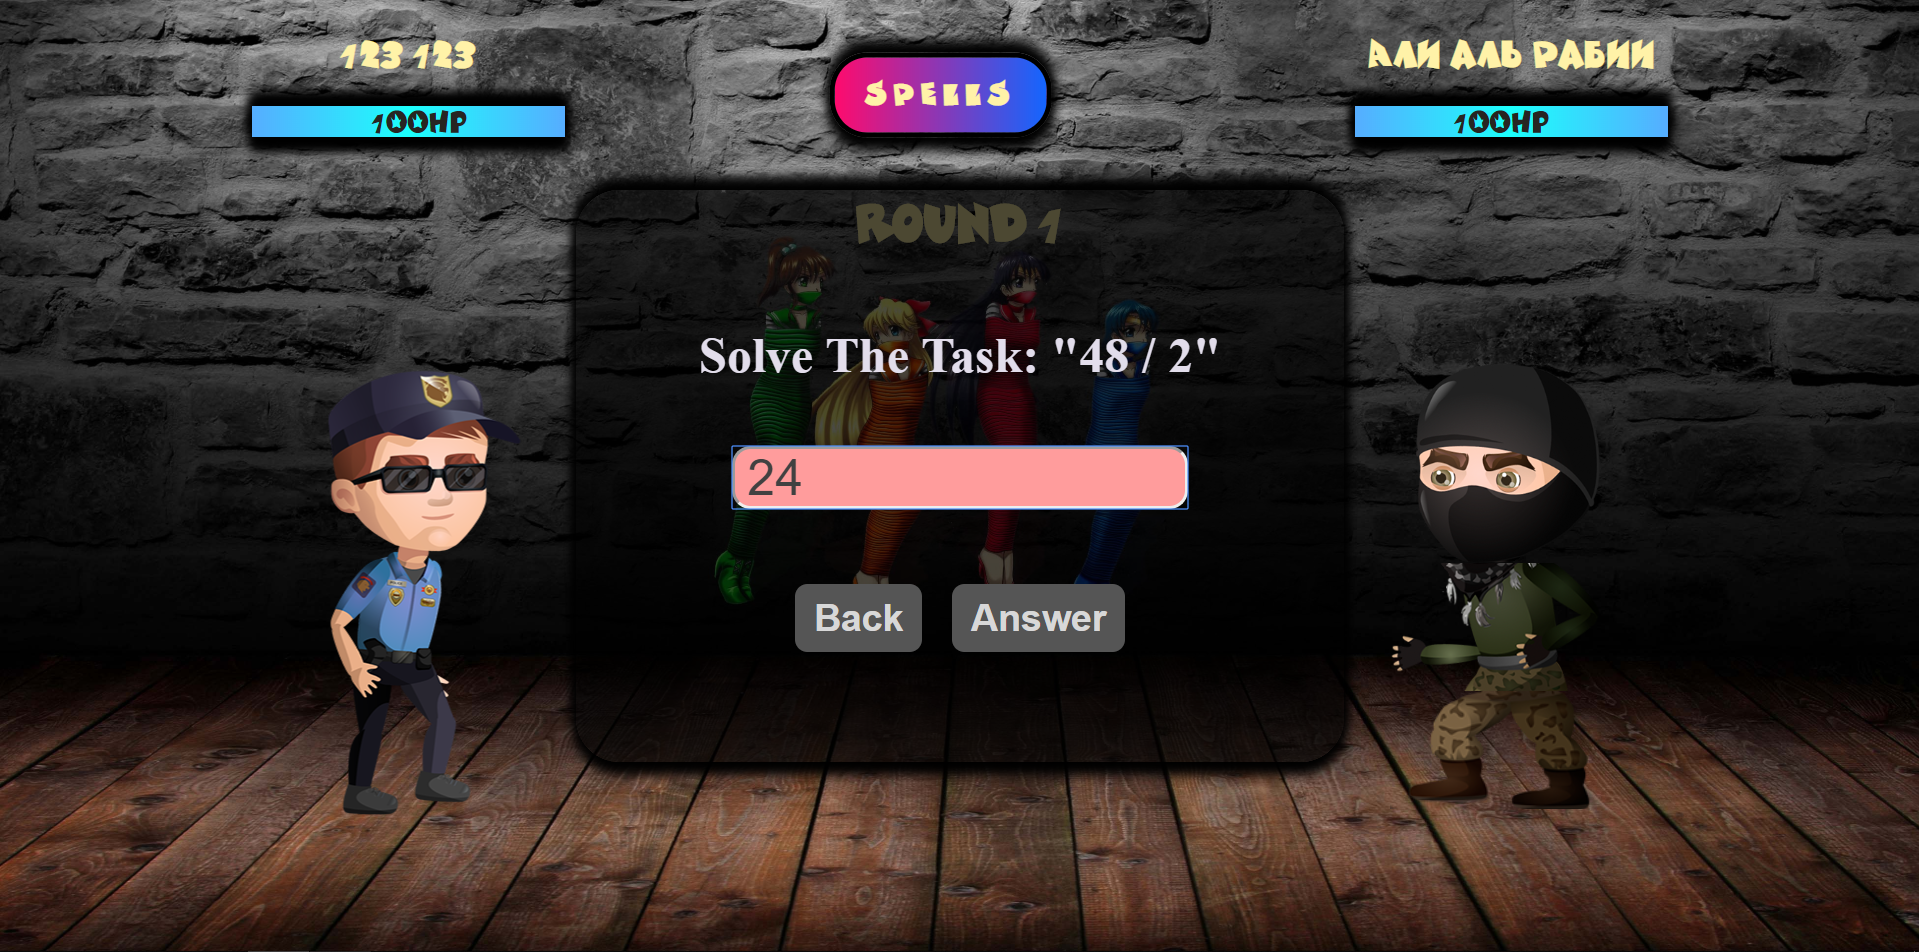 123 123
SPELLS
АЛИ АЛЬ РАБИИ
100HP
100HP
ROUND 1
Solve The Task: "48 / 2"
24
Back
Answer